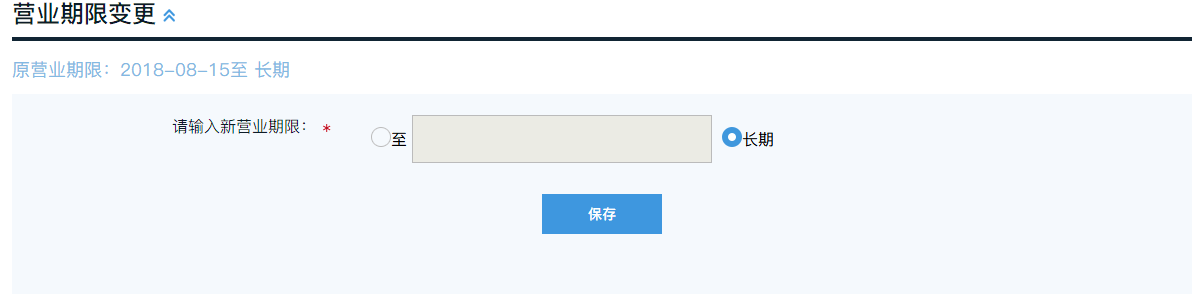 营业期限变更
原营业期限：2018-08-15至 长期
请输入新营业期限： * 至 长期
保存